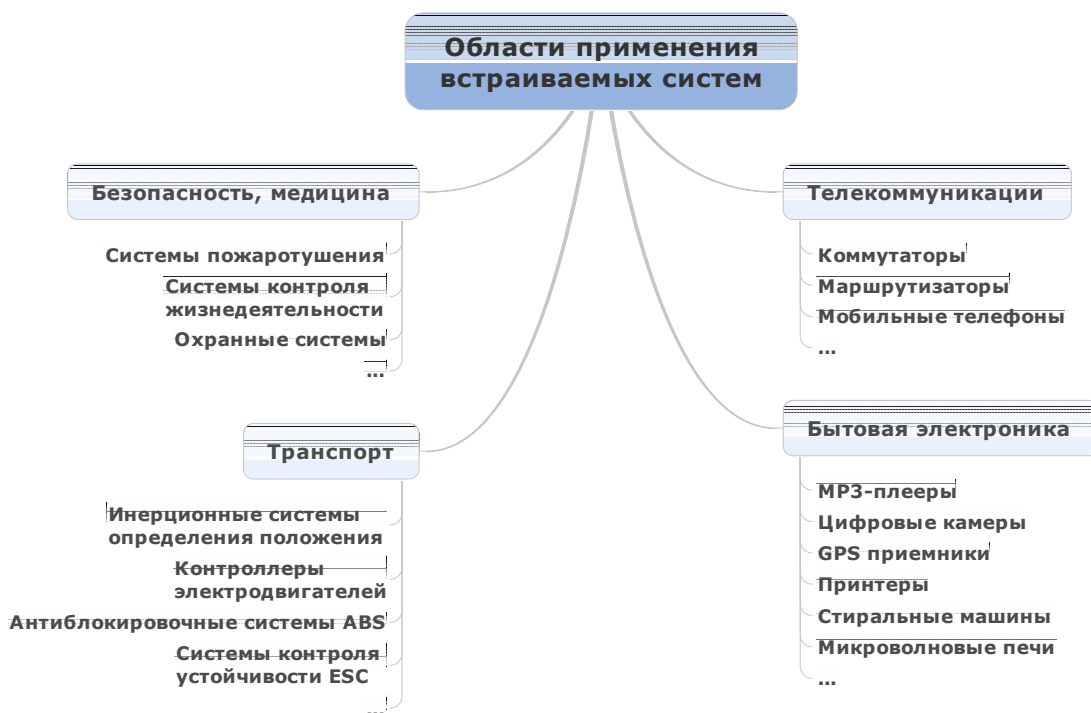 Области применения
встраиваемых систем
Безопасность, медицина
Системы пожаротушения
Системы контроля
жизнедеятельности
Охранные системы
...
Транспорт
Инерционные системы
определения положения
Контроллеры
электродвигателей
Антиблокировочные системы ABS
Системы контроля
устойчивости ESC
...
Телекоммуникации
Коммутаторы
Маршрутизаторы
Мобильные телефоны
...
Бытовая электроника
MP3-плееры
Цифровые камеры
GPS приемники
Принтеры
Стиральные машины
Микроволновые печи
...